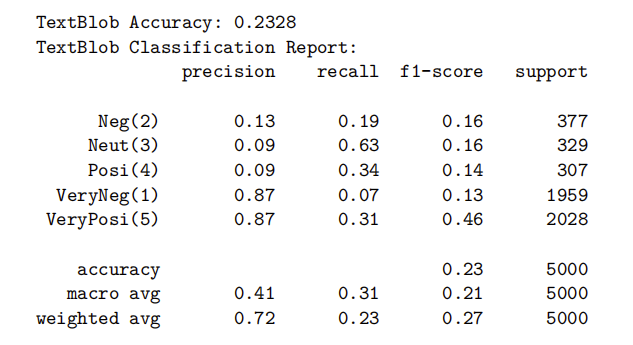 TextBlob Accuracy: 0.2328
TextBlob Classification Report:
precision recall f1-score support
Neg(2) 0.13 0.19 0.16 377
Neut(3) 0.09 0.63 0.16 329
Posi(4) 0.09 0.34 0.14 307
VeryNeg(1) 0.87 0.07 0.13 1959
VeryPosi(5) 0.87 0.31 0.46 2028
accuracy 0.23 5000
macro avg 0.41 0.31 0.21 5000
weighted avg 0.72 0.23 0.27 5000